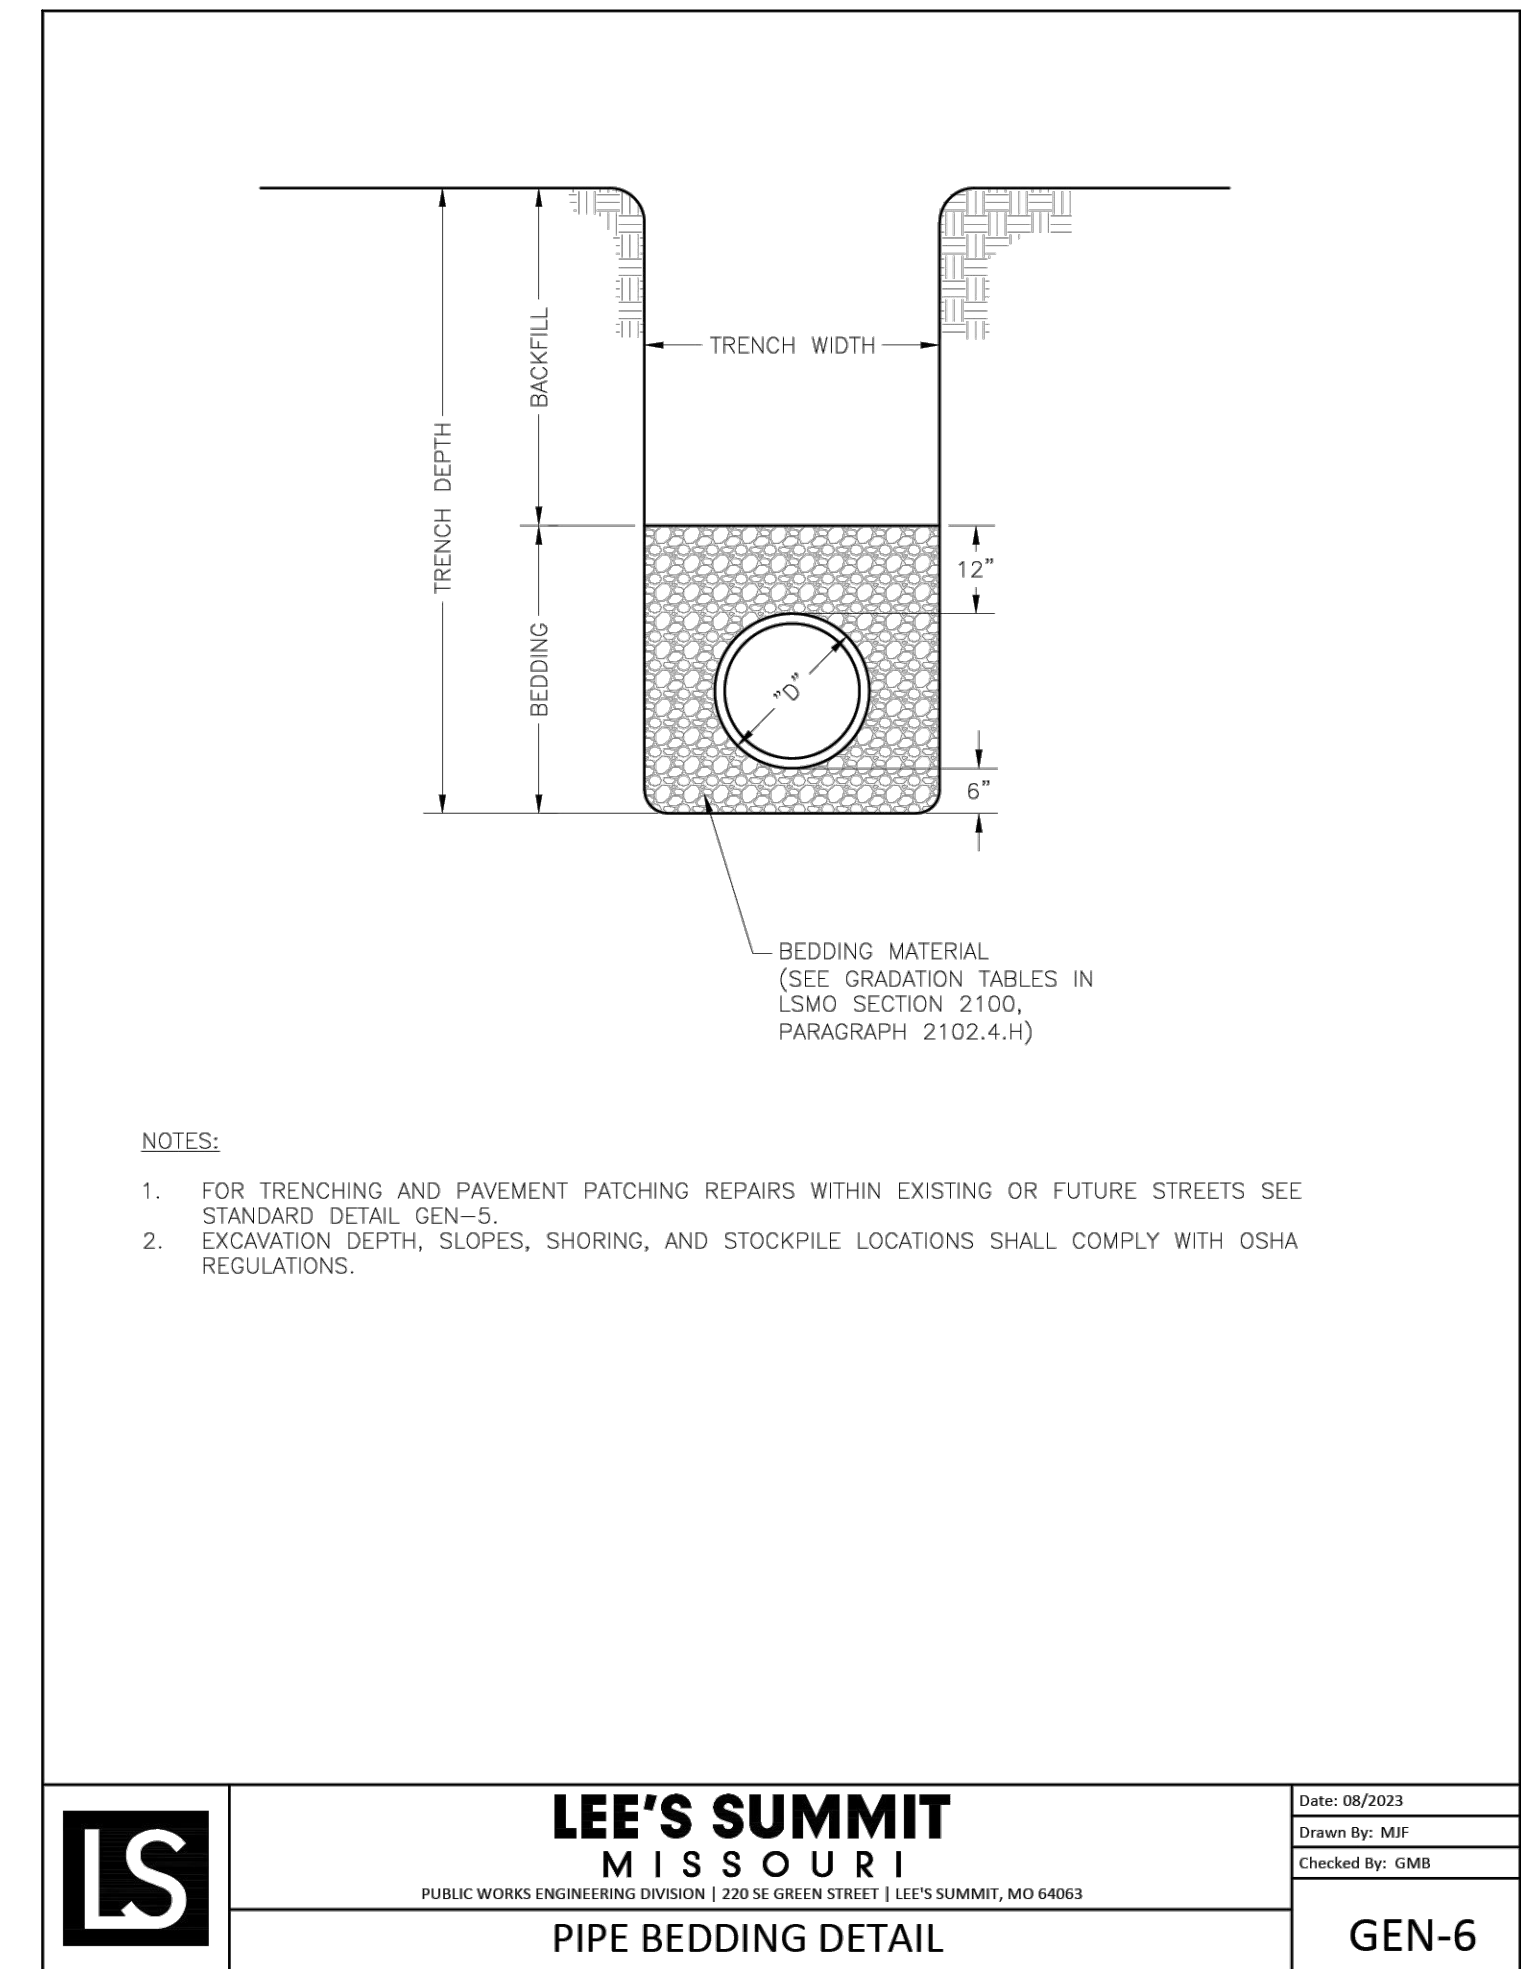 BACKFILL
TRENCH WIDTH
TRENCH DEPTH
12”
BEDDING
”D”
6”
BEDDING MATERIAL
(SEE GRADATION TABLES IN
LSMO SECTION 2100,
PARAGRAPH 2102.4.H)
NOTES:
1. FOR TRENCHING AND PAVEMENT PATCHING REPAIRS WITHIN EXISTING OR FUTURE STREETS SEE
STANDARD DETAIL GEN–5.
2. EXCAVATION DEPTH, SLOPES, SHORING, AND STOCKPILE LOCATIONS SHALL COMPLY WITH OSHA
REGULATIONS.
LS
LEE’S SUMMIT
MISSOURI
PUBLIC WORKS ENGINEERING DIVISION | 220 SE GREEN STREET | LEE'S SUMMIT, MO 64063
PIPE BEDDING DETAIL
Date: 08/2023
Drawn By: MJF
Checked By: GMB
GEN-6